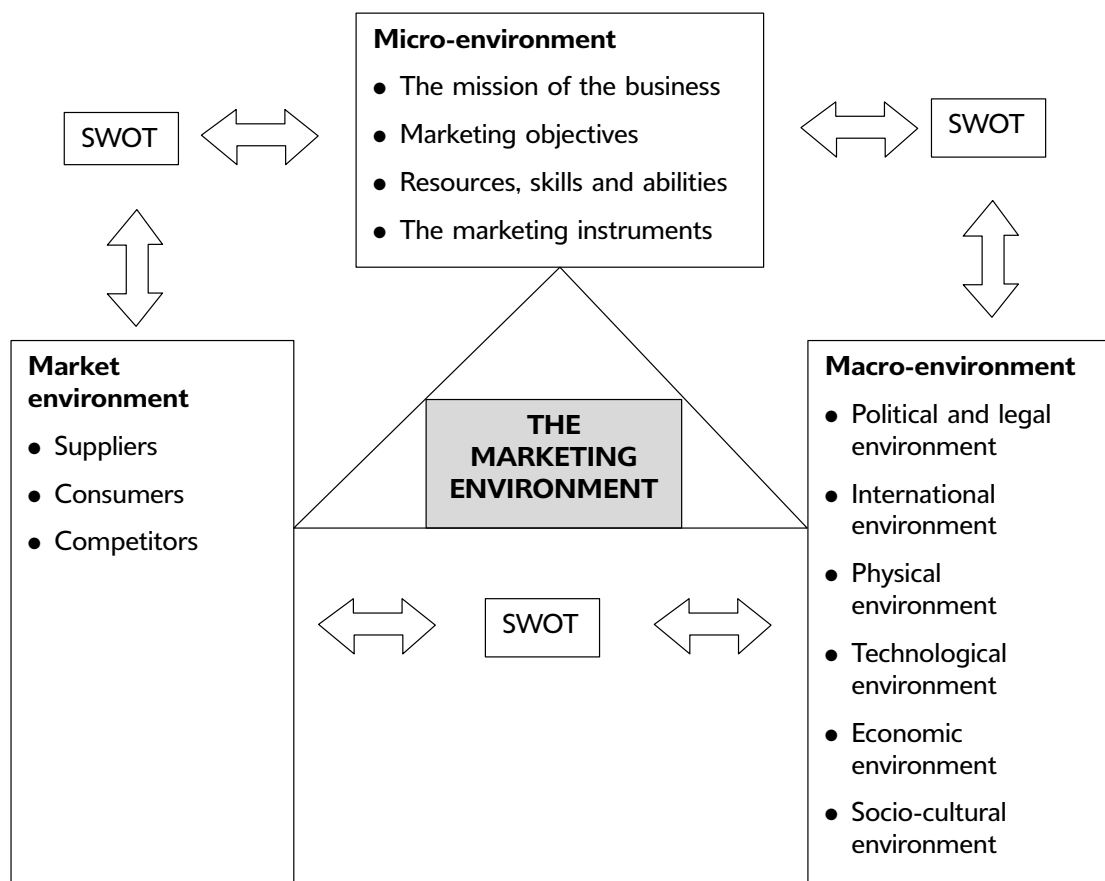 Micro-environment
● The mission of the business
● Marketing objectives
● Resources, skills and abilities
● The marketing instruments
SWOT
SWOT
Market
environment
● Suppliers
● Consumers
● Competitors
THE
MARKETING
ENVIRONMENT
Macro-environment
● Political and legal
environment
● International
environment
● Physical
environment
● Technological
environment
● Economic
environment
● Socio-cultural
environment
SWOT